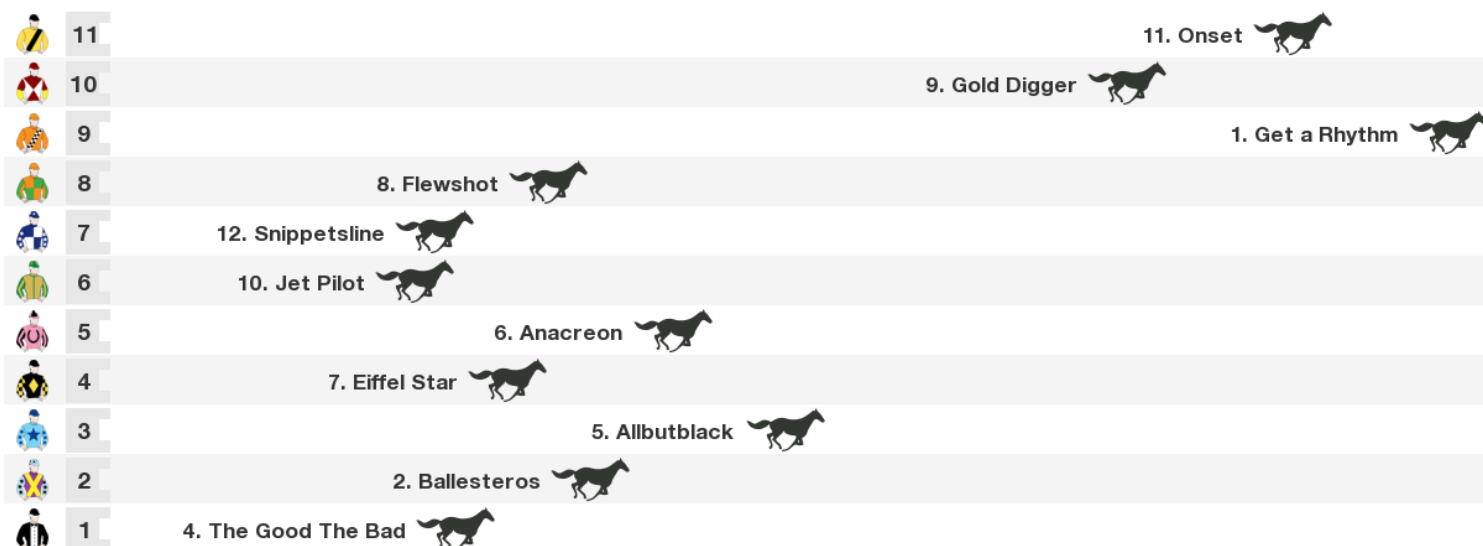 11 11. Onset
10 9. Gold Digger
9 1. Get a Rhythm
8 8. Flewshot
7 12. Snippetsline
6 10. Jet Pilot
5 6. Anacreon
4 7. Eiffel Star
3 5. Allbutblack
2 2. Ballesteros
1 4. The Good The Bad